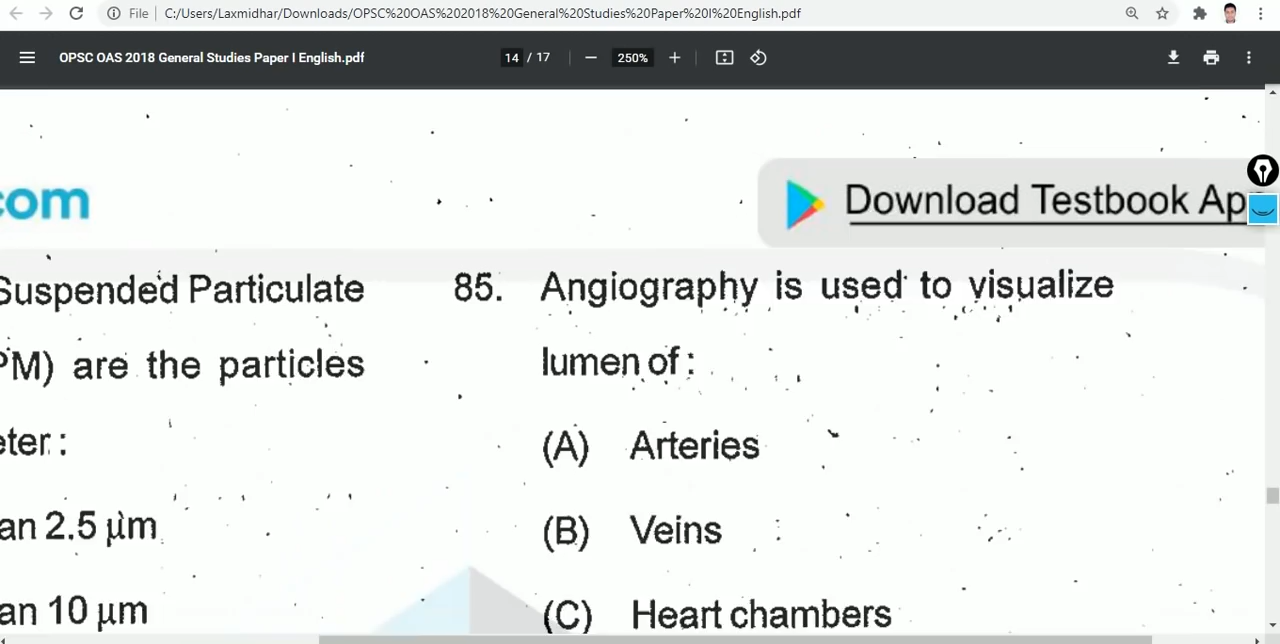 File
C:/Users/Laxmidhar/Downloads/OPSC%20OAS%202018%20General%20Studies%20Paper%20I%20English.pdf
OPSC OAS 2018 General Studies Paper I English.pdf
14 / 17
250%
com
Download Testbook Ap
Suspended Particulate
PM) are the particles
eter :
an 2.5 μm
an 10 μm
85. Angiography is used to visualize
lumen of :
(A) Arteries
(B) Veins
(C) Heart chambers